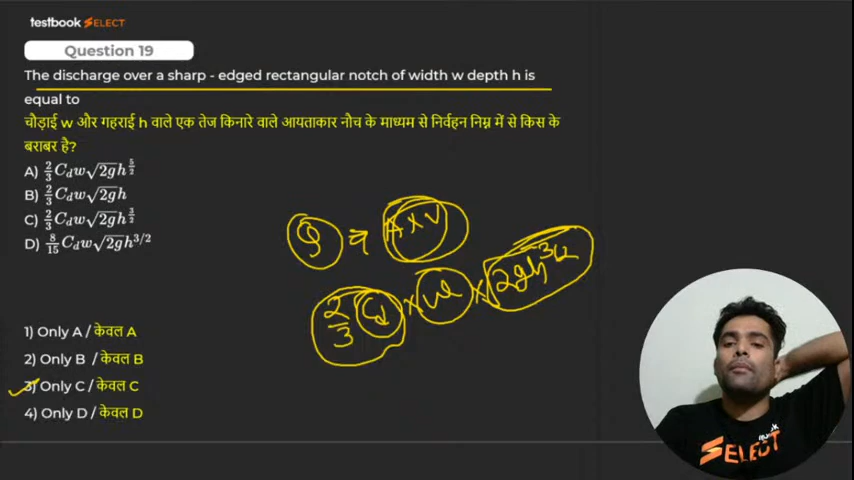 testbook SELECT
Question 19
The discharge over a sharp - edged rectangular notch of width w depth h is
equal to
चौड़ाई w और गहराई h वाले एक तेज किनारे वाले आयताकार नौच के माध्यम से निर्वहन निम्न में से किस के
बराबर है?
A) 2/3 C_d w√2g h^5/2
B) 2/3 C_d w√2g h
C) 2/3 C_d w√2g h^3/2
D) 8/15 C_d w√2g h^3/2
Q = A×V
2/3 Cd × w × √2gh^3/2
1) Only A / केवल A
2) Only B / केवल B
3) Only C / केवल C
4) Only D / केवल D
SELECT